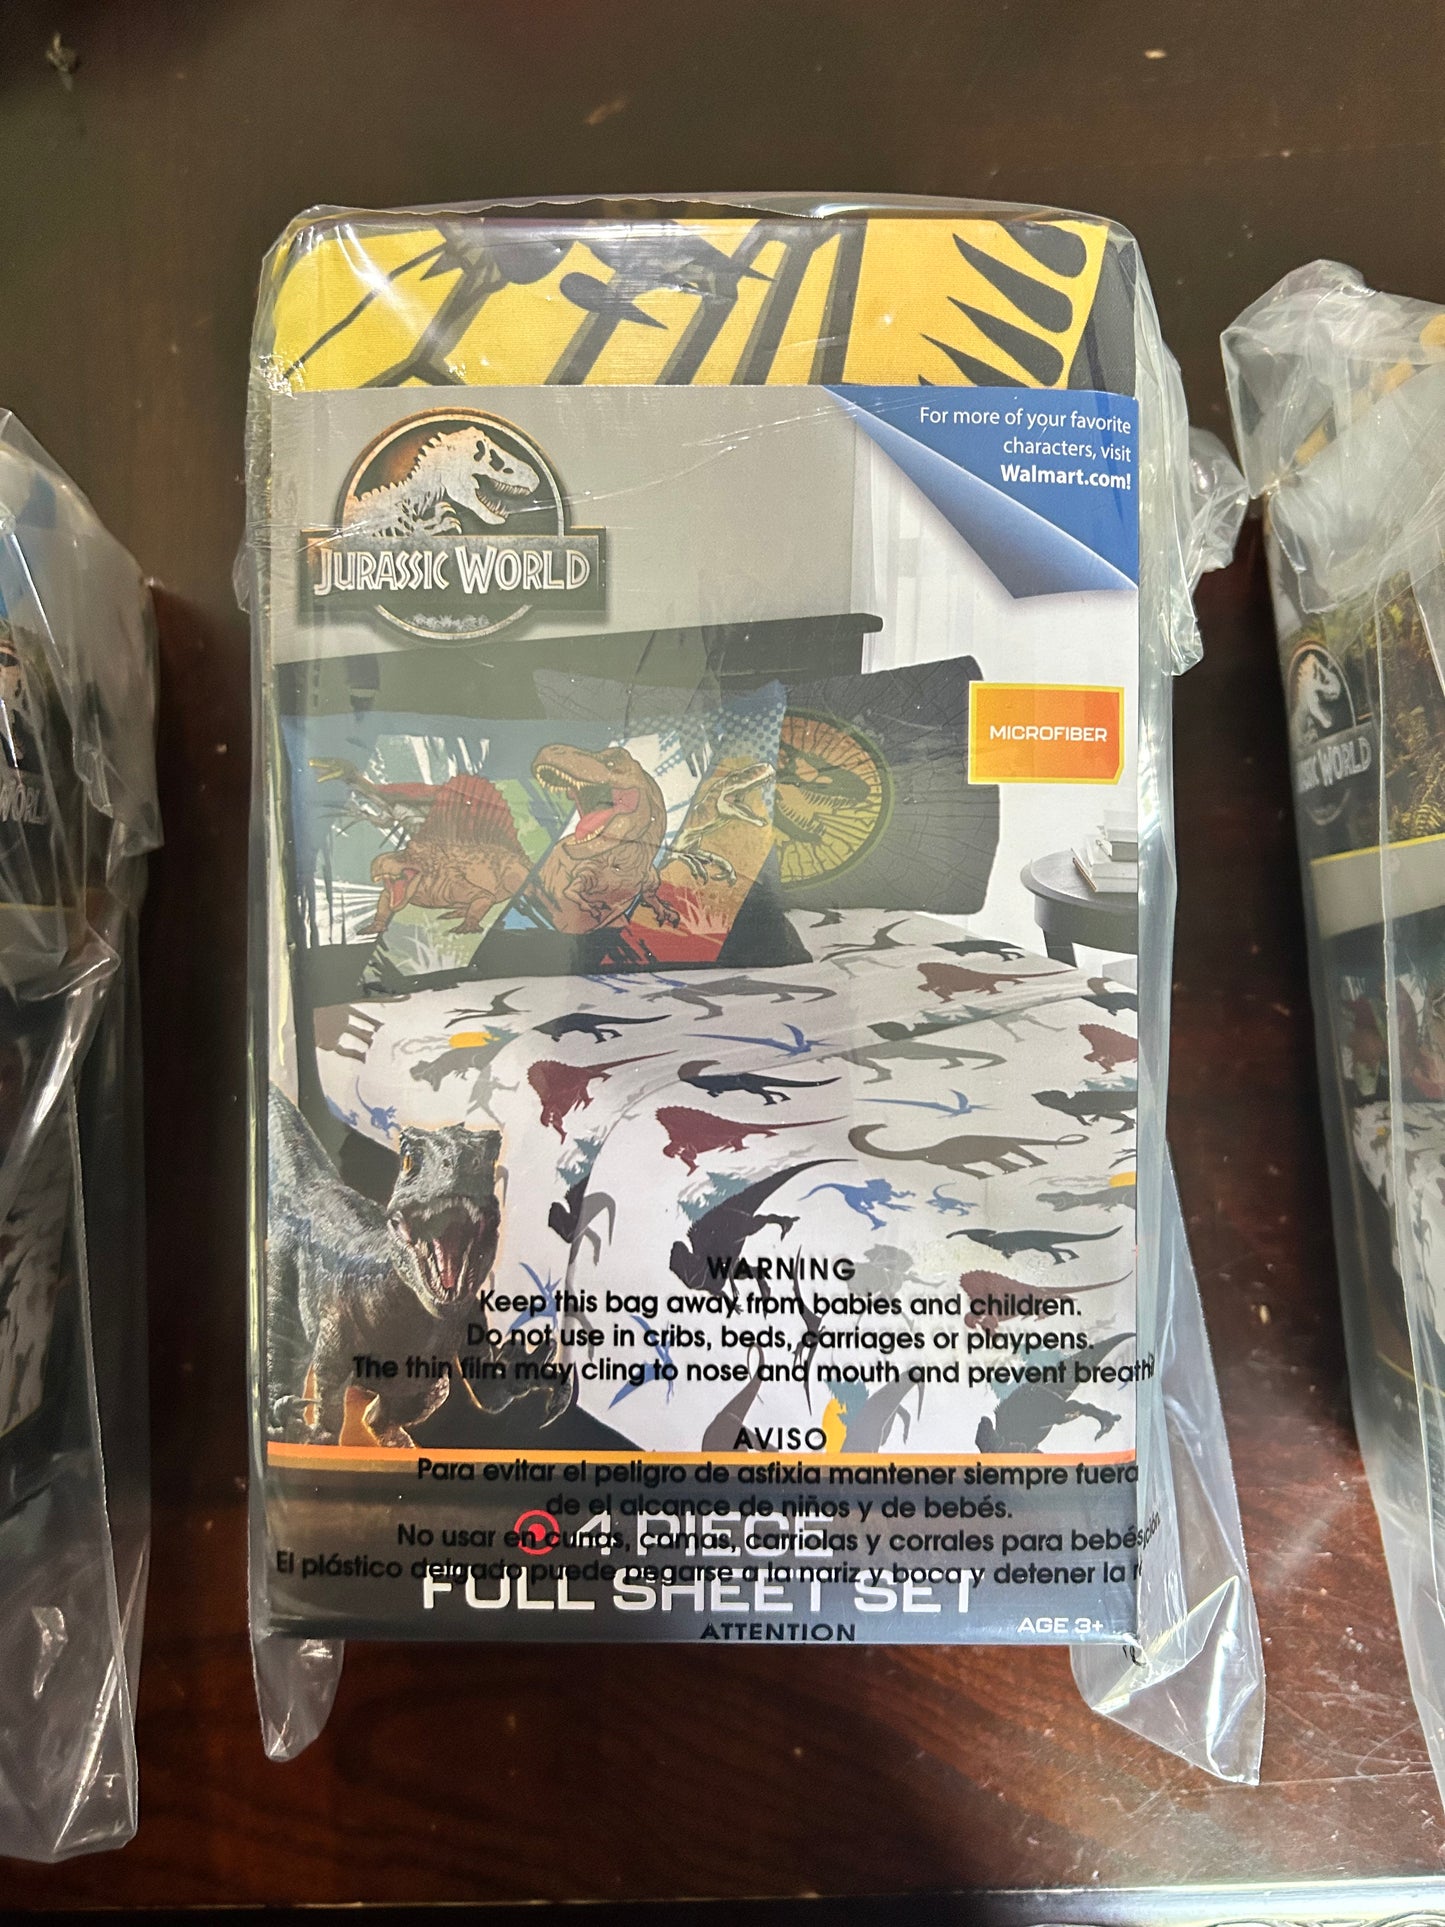 For more of your favorite
characters, visit
Walmart.com!
JURASSIC WORLD
MICROFIBER
WARNING
Keep this bag away from babies and children.
Do not use in cribs, beds, carriages or playpens.
The thin film may cling to nose and mouth and prevent
AVISO
Para evitar el peligro de asfixia mantener siempre fuera
de el alcance de niños y de bebés.
No usar en cunas, camas, carriolas y corrales para bebés
El plástico delgado puede pegarse a la nariz y boca y detener la
4 PIECE
FULL SHEET SET
ATTENTION
AGE 3+
WORLD
WORLD